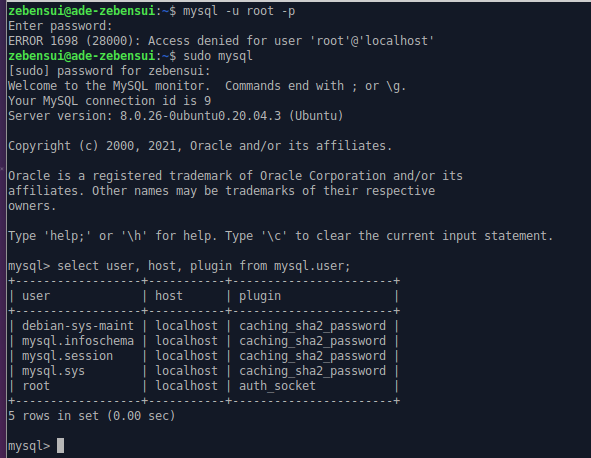 zebensui@ade-zebensui:~$ mysql -u root -p
Enter password:
ERROR 1698 (28000): Access denied for user 'root'@'localhost'
zebensui@ade-zebensui:~$ sudo mysql
[sudo] password for zebensui:
Welcome to the MySQL monitor.  Commands end with ; or \g.
Your MySQL connection id is 9
Server version: 8.0.26-0ubuntu0.20.04.3 (Ubuntu)

Copyright (c) 2000, 2021, Oracle and/or its affiliates.

Oracle is a registered trademark of Oracle Corporation and/or its
affiliates. Other names may be trademarks of their respective
owners.

Type 'help;' or '\h' for help. Type '\c' to clear the current input statement.

mysql> select user, host, plugin from mysql.user;
+------------------+-----------+-----------------------+
| user             | host      | plugin                |
+------------------+-----------+-----------------------+
| debian-sys-maint | localhost | caching_sha2_password |
| mysql.infoschema | localhost | caching_sha2_password |
| mysql.session    | localhost | caching_sha2_password |
| mysql.sys        | localhost | caching_sha2_password |
| root             | localhost | auth_socket           |
+------------------+-----------+-----------------------+
5 rows in set (0.00 sec)

mysql>